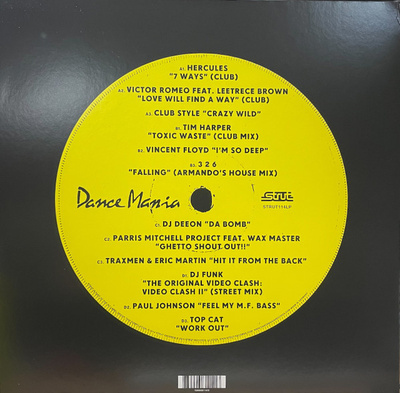 A1. HERCULES
"7 WAYS" (CLUB)
A2. VICTOR ROMEO FEAT. LEETRECE BROWN
"LOVE WILL FIND A WAY" (CLUB)
A3. CLUB STYLE "CRAZY WILD"
B1. TIM HARPER
"TOXIC WASTE" (CLUB MIX)
B2. VINCENT FLOYD "I'M SO DEEP"
B3. 3 2 6
"FALLING" (ARMANDO'S HOUSE MIX)
Dance Mania
Strut
STRUT114LP
C1. DJ DEEON "DA BOMB"
C2. PARRIS MITCHELL PROJECT FEAT. WAX MASTER
"GHETTO SHOUT OUT!!"
C3. TRAXMEN & ERIC MARTIN "HIT IT FROM THE BACK"
D1. DJ FUNK
"THE ORIGINAL VIDEO CLASH:
VIDEO CLASH II" (STREET MIX)
D2. PAUL JOHNSON "FEEL MY M.F. BASS"
D3. TOP CAT
"WORK OUT"